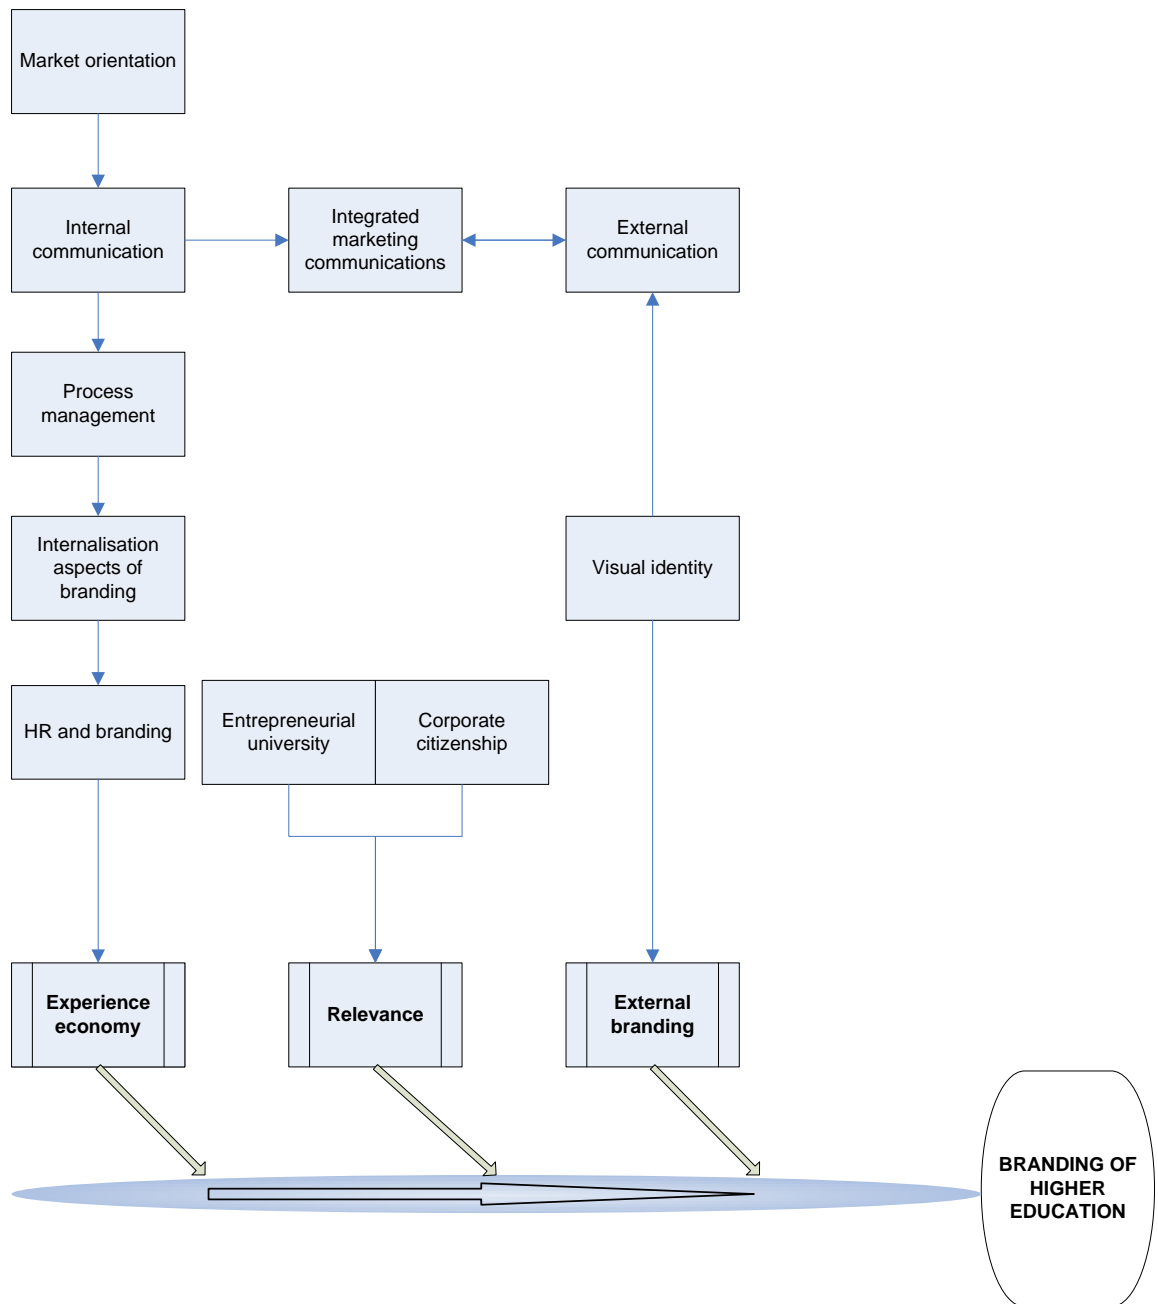 Market orientation
Internal
communication
Integrated
marketing
communications
External
communication
Process
management
Internalisation
aspects of
branding
Visual identity
HR and branding
Entrepreneurial
university
Corporate
citizenship
Experience
economy
Relevance
External
branding
BRANDING OF
HIGHER
EDUCATION